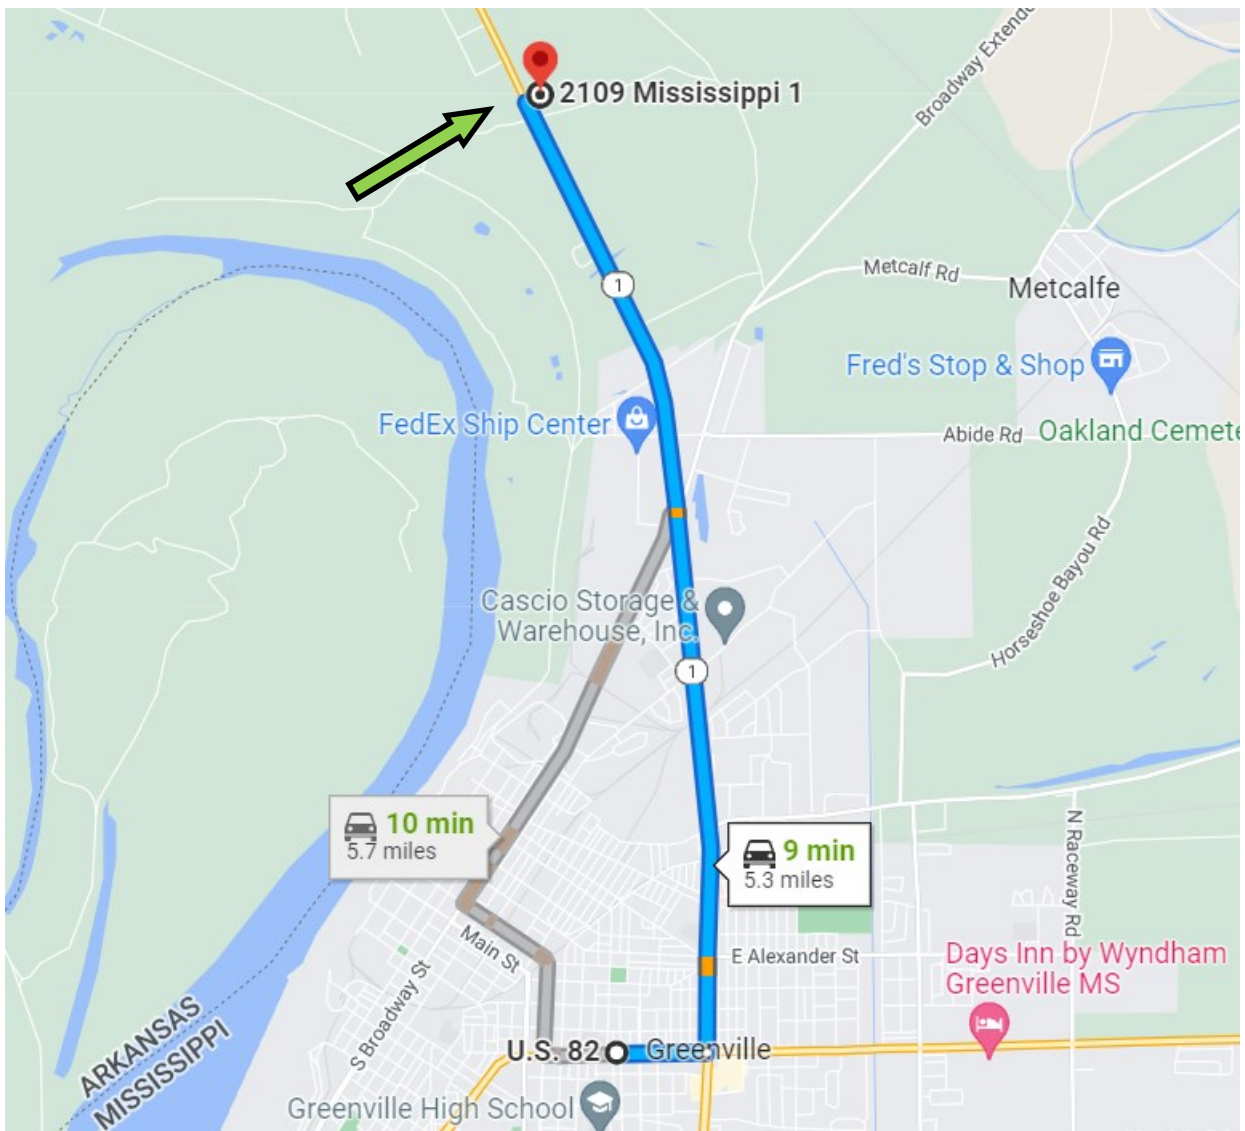 2109 Mississippi 1
Broadway Extende
Metcalf Rd
Metcalfe
1
Fred's Stop & Shop
FedEx Ship Center
Abide Rd
Oakland Cemete
Horseshoe Bayou Rd
Cascio Storage &
Warehouse, Inc.
1
10 min
5.7 miles
9 min
5.3 miles
N Raceway Rd
Main St
E Alexander St
Days Inn by Wyndham
Greenville MS
S Broadway St
ARKANSAS
MISSISSIPPI
U.S. 82
Greenville
Greenville High School